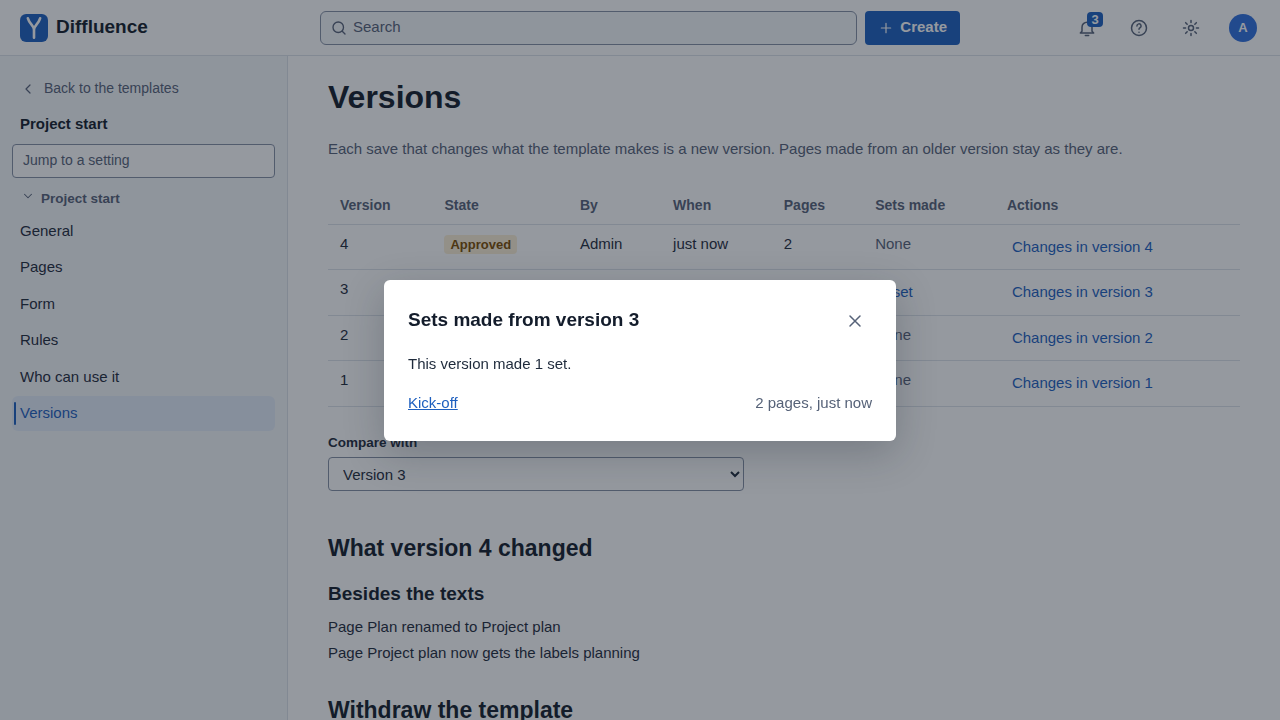 Diffluence
Search
Create
3
A
Back to the templates
Project start
Jump to a setting
Project start
General
Pages
Form
Rules
Who can use it
Versions
Versions
Each save that changes what the template makes is a new version. Pages made from an older version stay as they are.
Version State By When Pages Sets made Actions
4 Approved Admin just now 2 None Changes in version 4
3 set Changes in version 3
2 Changes in version 2
1 Changes in version 1
Sets made from version 3
This version made 1 set.
Kick-off 2 pages, just now
Compare with
Version 3
What version 4 changed
Besides the texts
Page Plan renamed to Project plan
Page Project plan now gets the labels planning
Withdraw the template